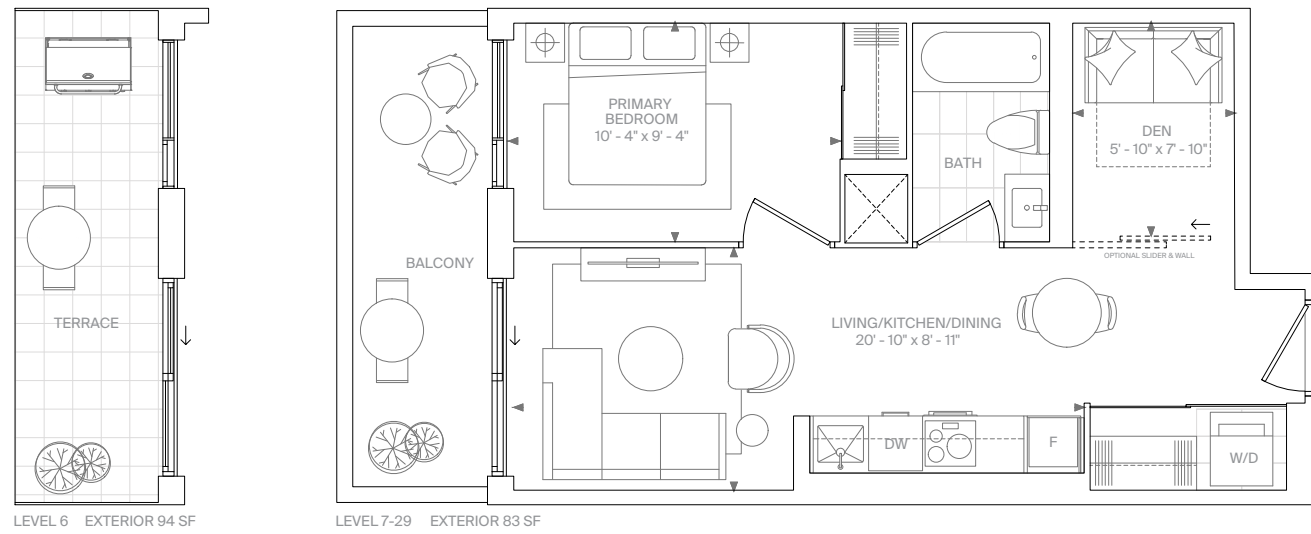 PRIMARY
BEDROOM
10' - 4" x 9' - 4"
BATH
DEN
5' - 10" x 7' - 10"
OPTIONAL SLIDER & WALL
BALCONY
TERRACE
LIVING/KITCHEN/DINING
20' - 10" x 8' - 11"
DW
F
W/D
LEVEL 6 EXTERIOR 94 SF
LEVEL 7-29 EXTERIOR 83 SF